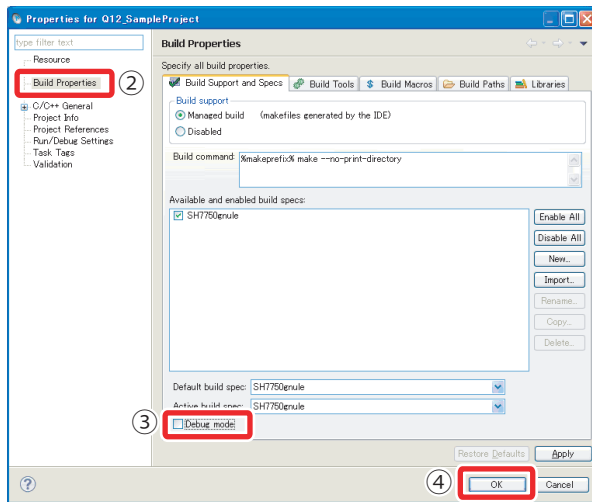 Properties for Q12_SampleProject
type filter text
Resource
Build Properties
②
C/C++ General
Project Info
Project References
Run/Debug Settings
Task Tags
Validation
Build Properties
Specify all build properties.
Build Support and Specs
Build Tools
Build Macros
Build Paths
Libraries
Build support
Managed build (makefiles generated by the IDE)
Disabled
Build command: %makeprefix% make --no-print-directory
Available and enabled build specs:
SH7750gnule
Enable All
Disable All
New...
Import...
Rename...
Copy...
Delete...
Default build spec: SH7750gnule
Active build spec: SH7750gnule
③
Debug mode
Restore Defaults
Apply
④
OK
Cancel